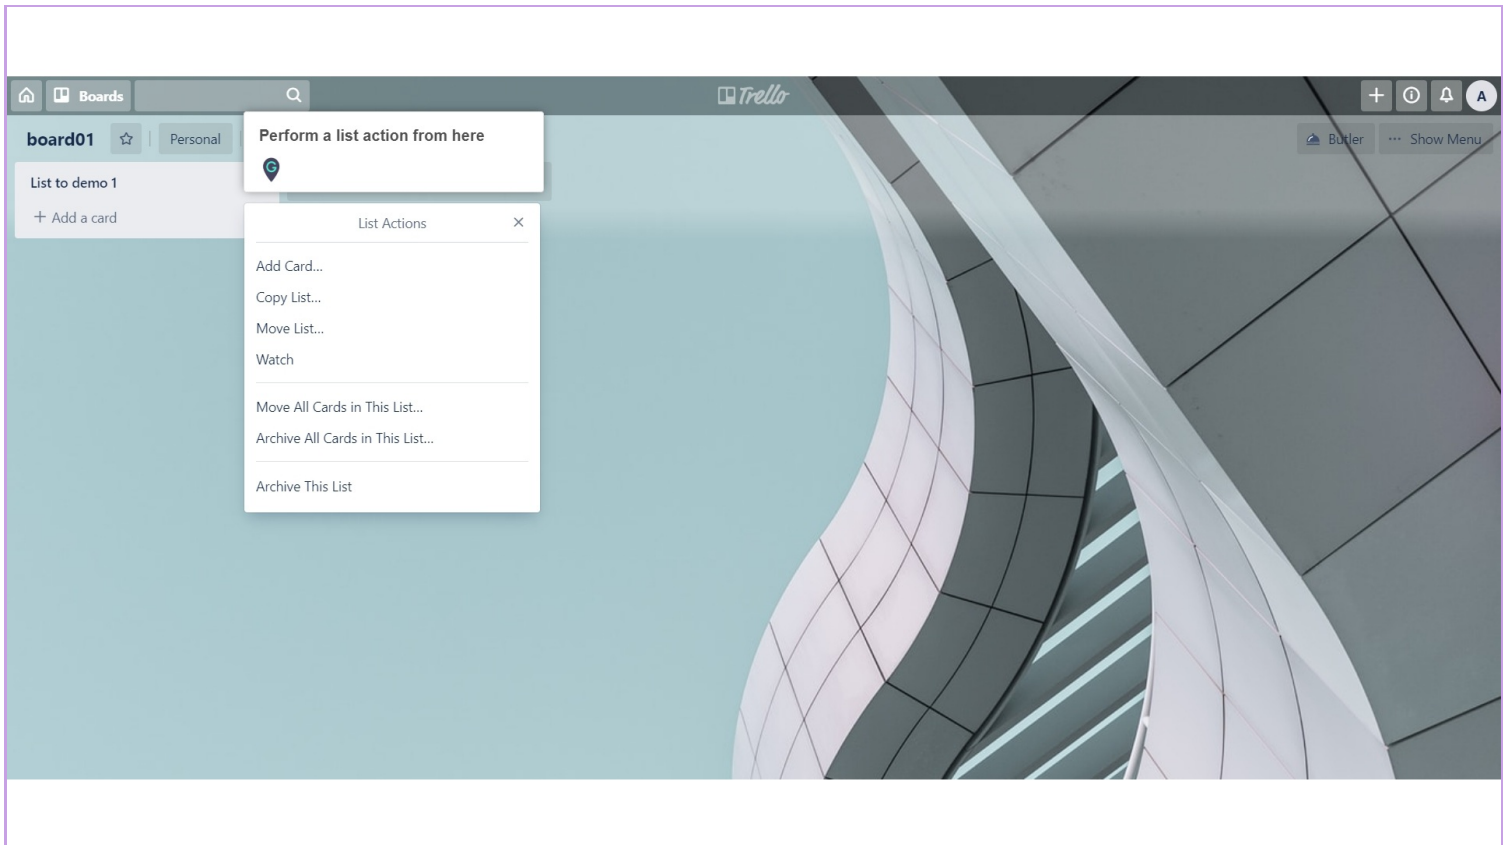 Boards
Trello
A
Perform a list action from here
G
board01
Personal
Butler
··· Show Menu
List to demo 1
+ Add a card
List Actions
Add Card...
Copy List...
Move List...
Watch
Move All Cards in This List...
Archive All Cards in This List...
Archive This List